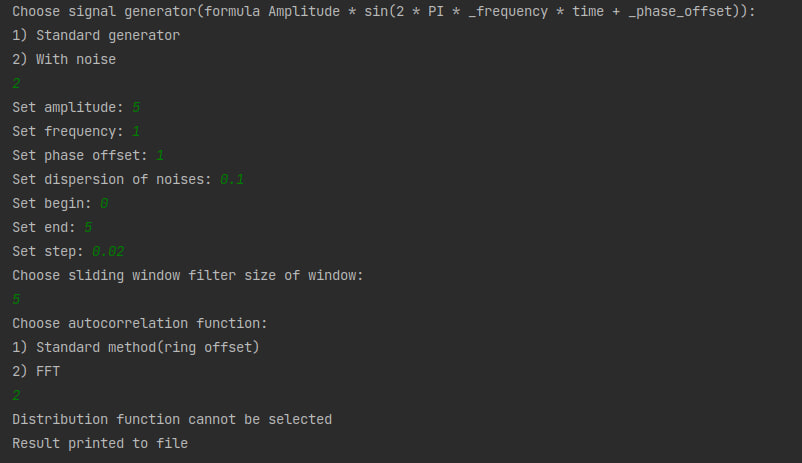 Choose signal generator(formula Amplitude * sin(2 * PI * _frequency * time + _phase_offset)):
1) Standard generator
2) With noise
2
Set amplitude: 5
Set frequency: 1
Set phase offset: 1
Set dispersion of noises: 0.1
Set begin: 0
Set end: 5
Set step: 0.02
Choose sliding window filter size of window:
5
Choose autocorrelation function:
1) Standard method(ring offset)
2) FFT
2
Distribution function cannot be selected
Result printed to file